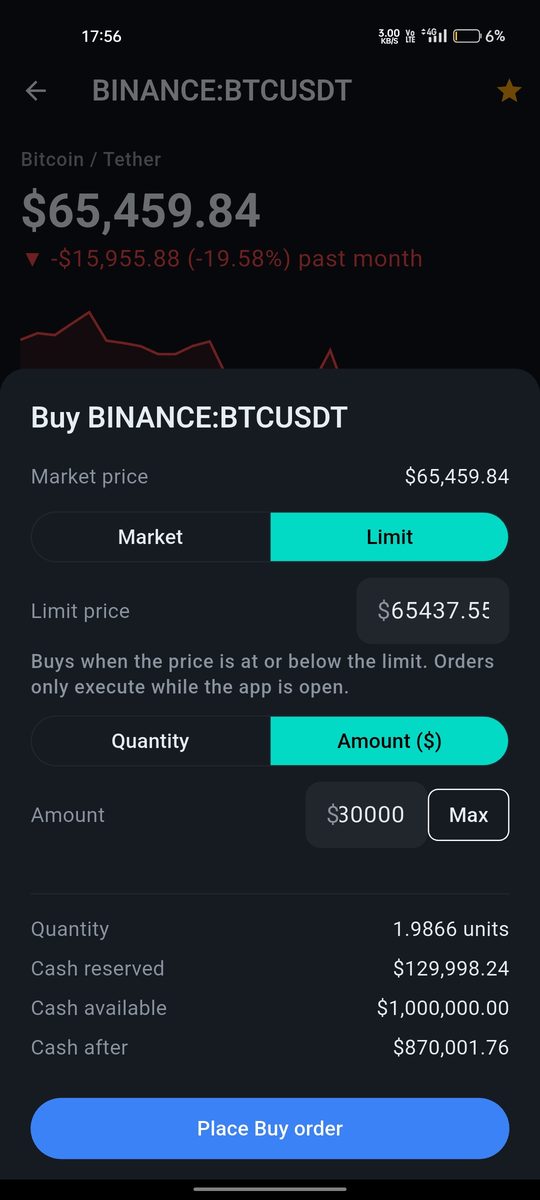 17:56
3.00 KB/S Vo LTE 4G 6%
BINANCE:BTCUSDT
Bitcoin / Tether
$65,459.84
▼ -$15,955.88 (-19.58%) past month
Buy BINANCE:BTCUSDT
Market price $65,459.84
Market Limit
Limit price $65437.55
Buys when the price is at or below the limit. Orders
only execute while the app is open.
Quantity Amount ($)
Amount $30000 Max
Quantity 1.9866 units
Cash reserved $129,998.24
Cash available $1,000,000.00
Cash after $870,001.76
Place Buy order